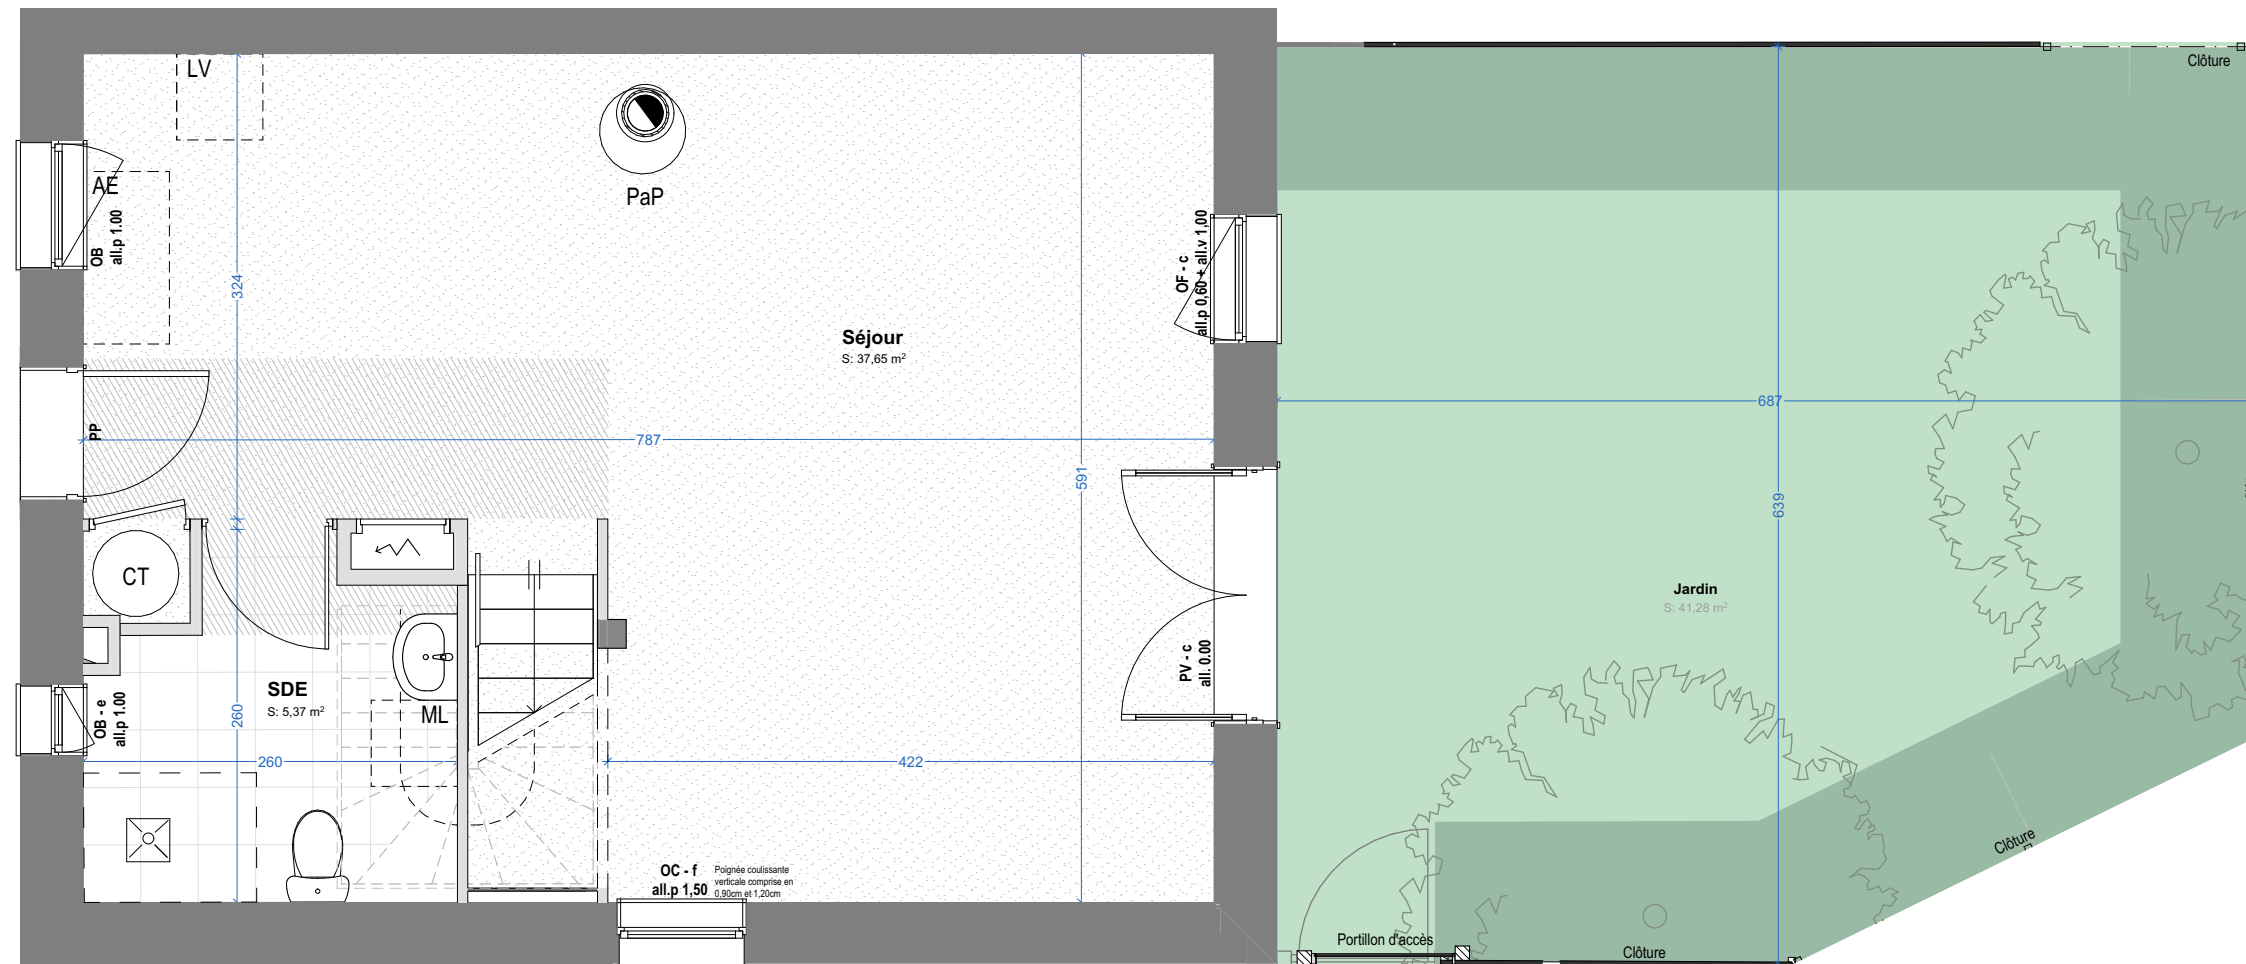 LV
Clôture
AE
OB
all.p 1.00
PaP
324
OF - c
all.p 0,60 + all.v 1,00
Séjour
S: 37,65 m²
687
PP
787
591
639
CT
Jardin
S: 41,28 m²
PV - c
all. 0.00
SDE
S: 5,37 m²
OB - e
all.p 1.00
260
ML
260
422
Clôture
OC - f
all.p 1,50
Poignée coulissante
verticale comprise en
0,90cm et 1,20cm
Portillon d'accès
Clôture